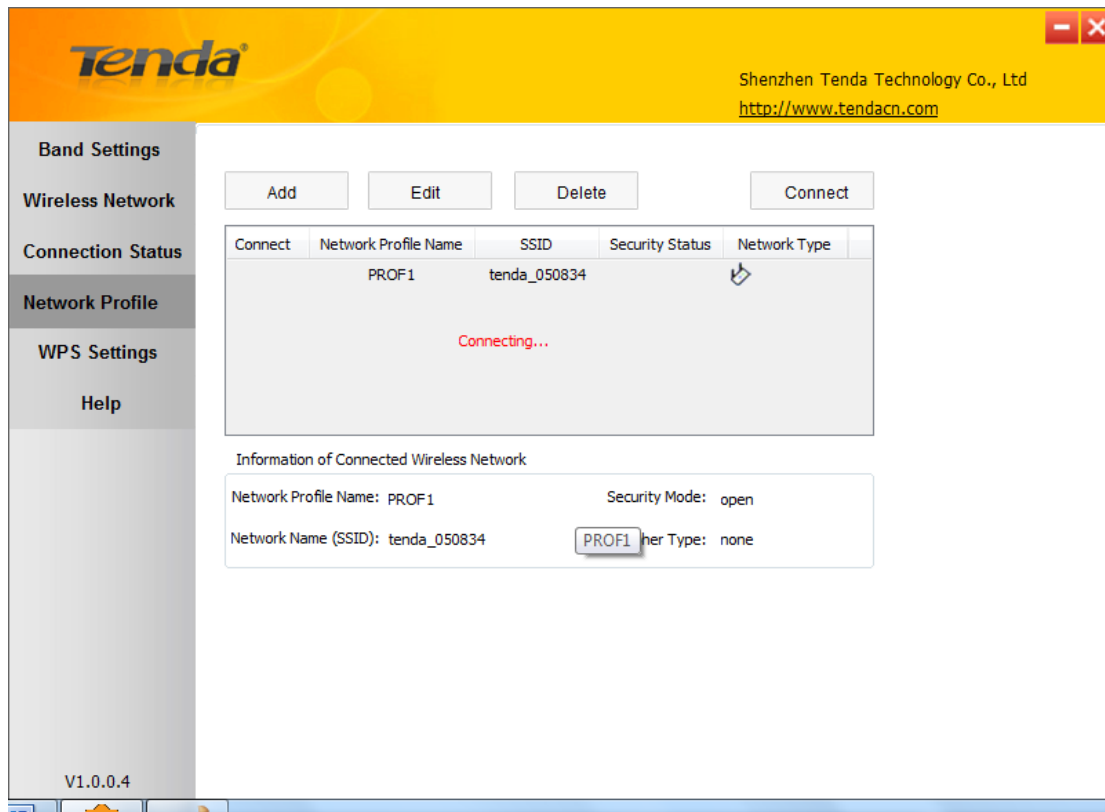 Tenda®
Shenzhen Tenda Technology Co., Ltd
http://www.tendacn.com
Band Settings
Wireless Network
Connection Status
Network Profile
WPS Settings
Help
V1.0.0.4
Add Edit Delete Connect
Connect Network Profile Name SSID Security Status Network Type
PROF1 tenda_050834
Connecting...
Information of Connected Wireless Network
Network Profile Name: PROF1 Security Mode: open
Network Name (SSID): tenda_050834 PROF1 her Type: none